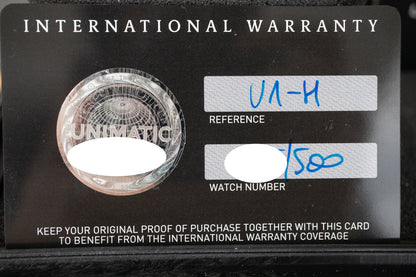 INTERNATIONAL WARRANTY
UNIMATIC
U1-H
REFERENCE
/500
WATCH NUMBER
KEEP YOUR ORIGINAL PROOF OF PURCHASE TOGETHER WITH THIS CARD
TO BENEFIT FROM THE INTERNATIONAL WARRANTY COVERAGE